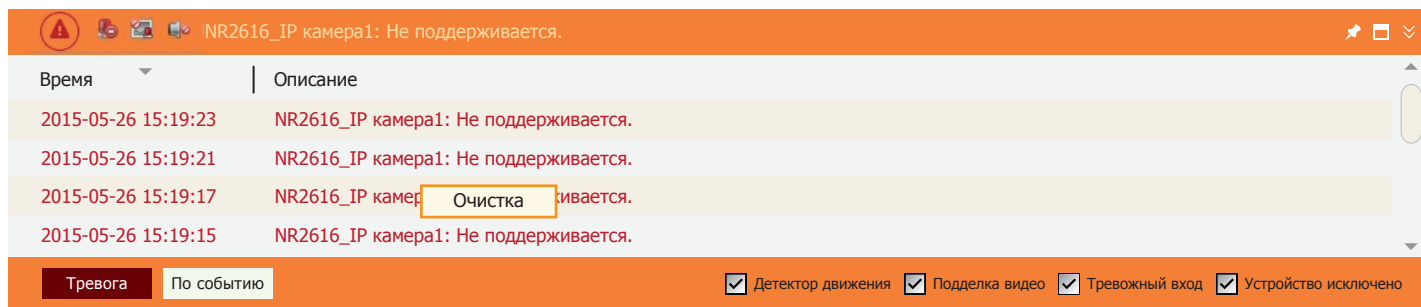 NR2616_IP камера1: Не поддерживается.
Время Описание
2015-05-26 15:19:23 NR2616_IP камера1: Не поддерживается.
2015-05-26 15:19:21 NR2616_IP камера1: Не поддерживается.
2015-05-26 15:19:17 NR2616_IP камер Очистка ивается.
2015-05-26 15:19:15 NR2616_IP камера1: Не поддерживается.
Тревога По событию Детектор движения Подделка видео Тревожный вход Устройство исключено